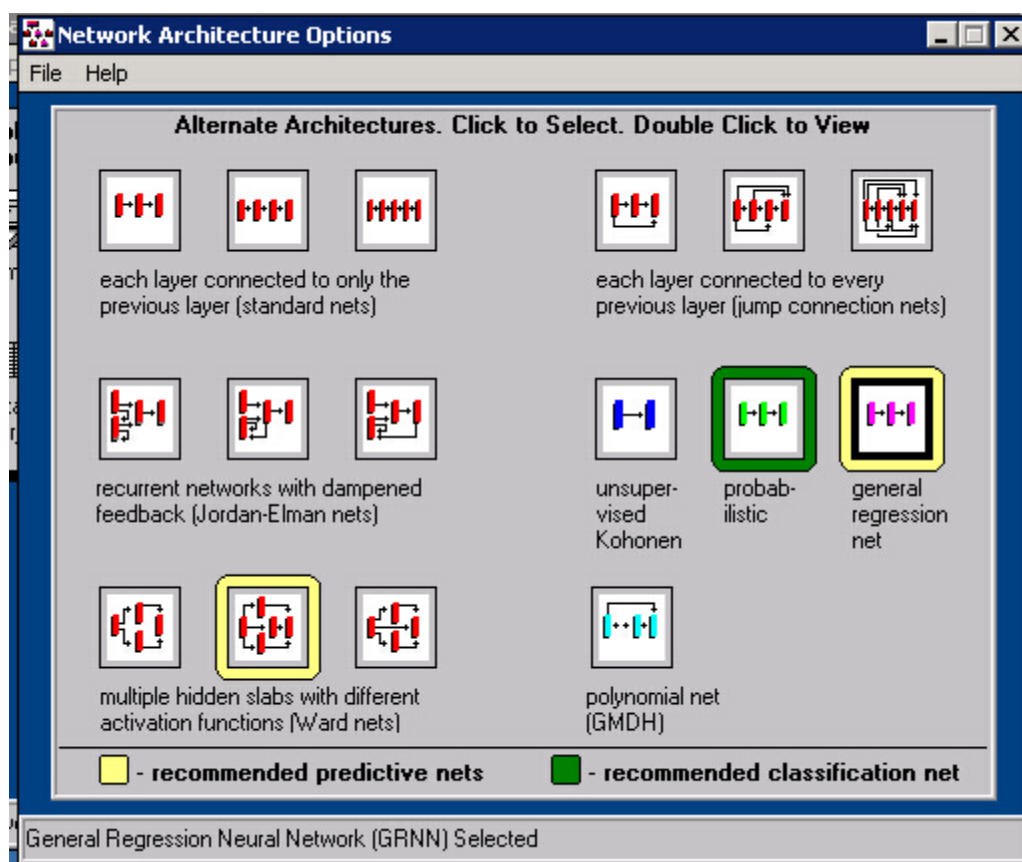 Network Architecture Options
File Help
Alternate Architectures. Click to Select. Double Click to View
each layer connected to only the
previous layer (standard nets)
each layer connected to every
previous layer (jump connection nets)
recurrent networks with dampened
feedback (Jordan-Elman nets)
unsuper-
vised
Kohonen
probab-
ilistic
general
regression
net
multiple hidden slabs with different
activation functions (Ward nets)
polynomial net
(GMDH)
- recommended predictive nets
- recommended classification net
General Regression Neural Network (GRNN) Selected